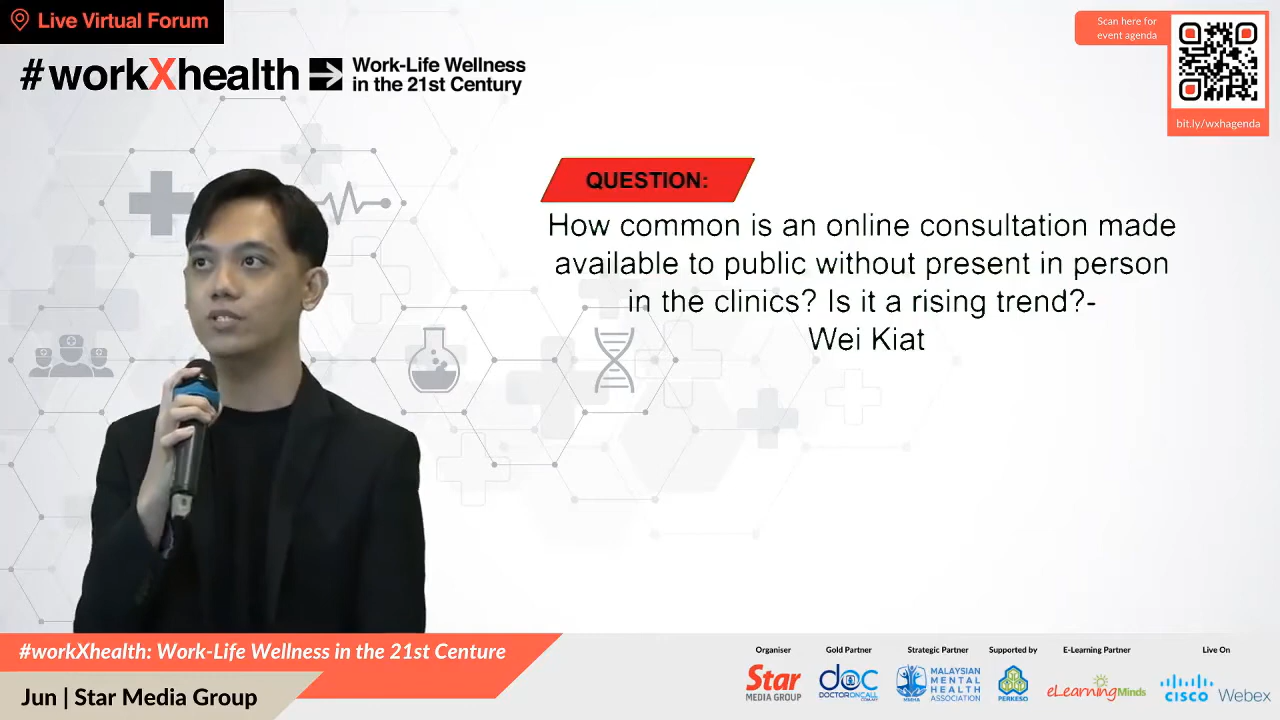 Live Virtual Forum
Scan here for
event agenda
#workXhealth
Work-Life Wellness
in the 21st Century
bit.ly/wxhagenda
QUESTION:
How common is an online consultation made
available to public without present in person
in the clinics? Is it a rising trend?-
Wei Kiat
#workXhealth: Work-Life Wellness in the 21st Centure
Jun | Star Media Group
Organiser
Gold Partner
Strategic Partner
Supported by
E-Learning Partner
Live On
Star
MEDIA GROUP
doc
DOCTORONCALL
MALAYSIAN
MENTAL
HEALTH
ASSOCIATION
MMHA
PERKESO
eLearningMinds
CISCO
Webex